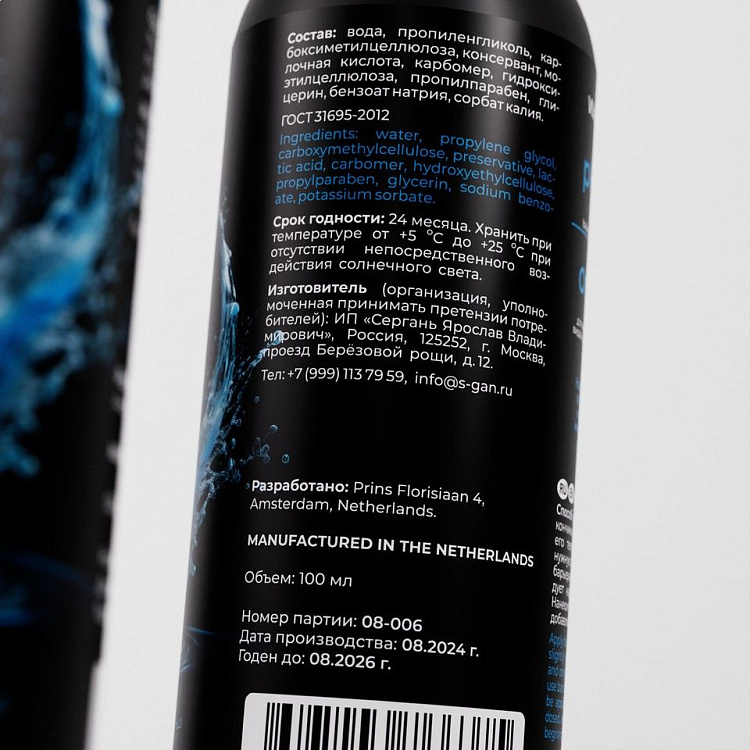 Состав: вода, пропиленгликоль, кар-
боксиметилцеллюлоза, консервант, мо-
лочная кислота, карбомер, гидрокси-
этилцеллюлоза, пропилпарабен, гли-
церин, бензоат натрия, сорбат калия.
ГОСТ 31695-2012
Ingredients: water, propylene glycol,
carboxymethylcellulose, preservative, lac-
tic acid, carbomer, hydroxyethylcellulose,
propylparaben, glycerin, sodium benzo-
ate, potassium sorbate.
Срок годности: 24 месяца. Хранить при
температуре от +5 °C до +25 °C при
отсутствии непосредственного воз-
действия солнечного света.
Изготовитель (организация, уполно-
моченная принимать претензии потре-
бителей): ИП «Сергань Ярослав Влади-
мирович», Россия, 125252, г. Москва,
проезд Берёзовой рощи, д. 12.
Тел: +7 (999) 113 79 59, info@s-gan.ru
Разработано: Prins Florisiaan 4,
Amsterdam, Netherlands.
MANUFACTURED IN THE NETHERLANDS
Объем: 100 мл
Номер партии: 08-006
Дата производства: 08.2024 г.
Годен до: 08.2026 г.